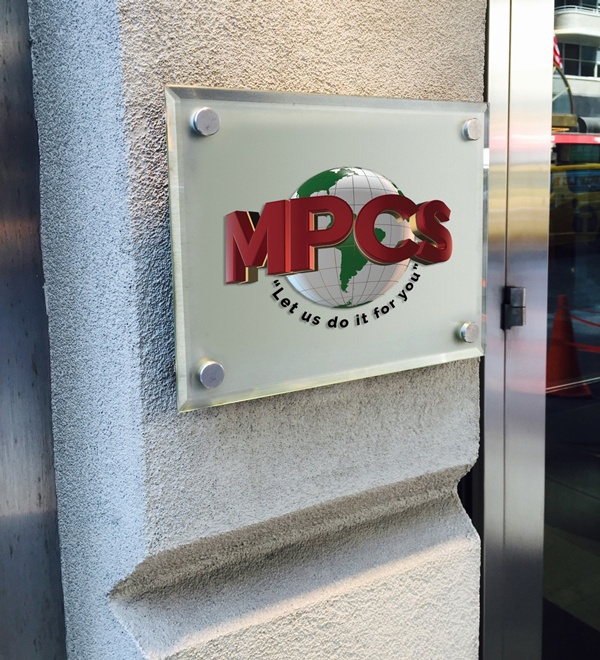 MPCS
"Let us do it for you"